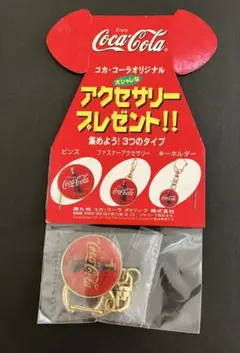 Enjoy
Coca-Cola
コカ・コーラオリジナル
オシャレな
アクセサリー
プレゼント!!
集めよう!3つのタイプ
ピンズ
ファスナーアクセサリー
キーホルダー
Coca-Cola
Coca-Cola